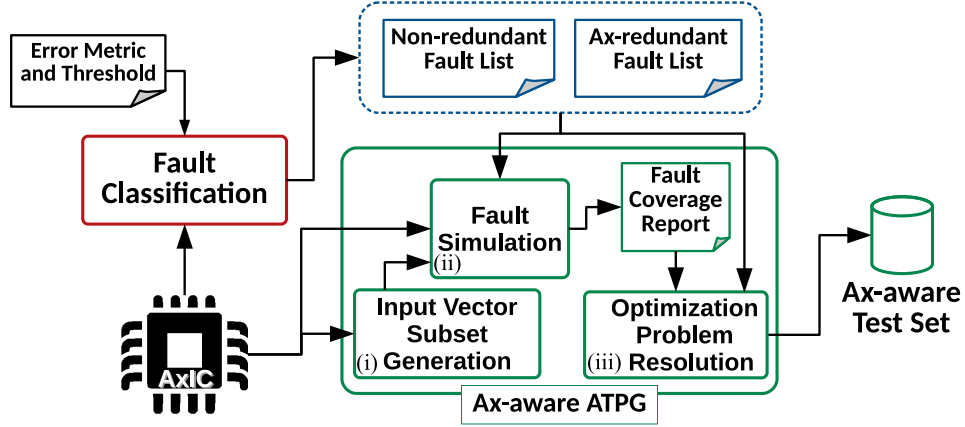 Error Metric
and Threshold
Non-redundant
Fault List
Ax-redundant
Fault List
Fault
Classification
Fault
Simulation
(ii)
Fault
Coverage
Report
Input Vector
Subset
(i) Generation
Optimization
Problem
(iii) Resolution
Ax-aware
Test Set
AxIC
Ax-aware ATPG